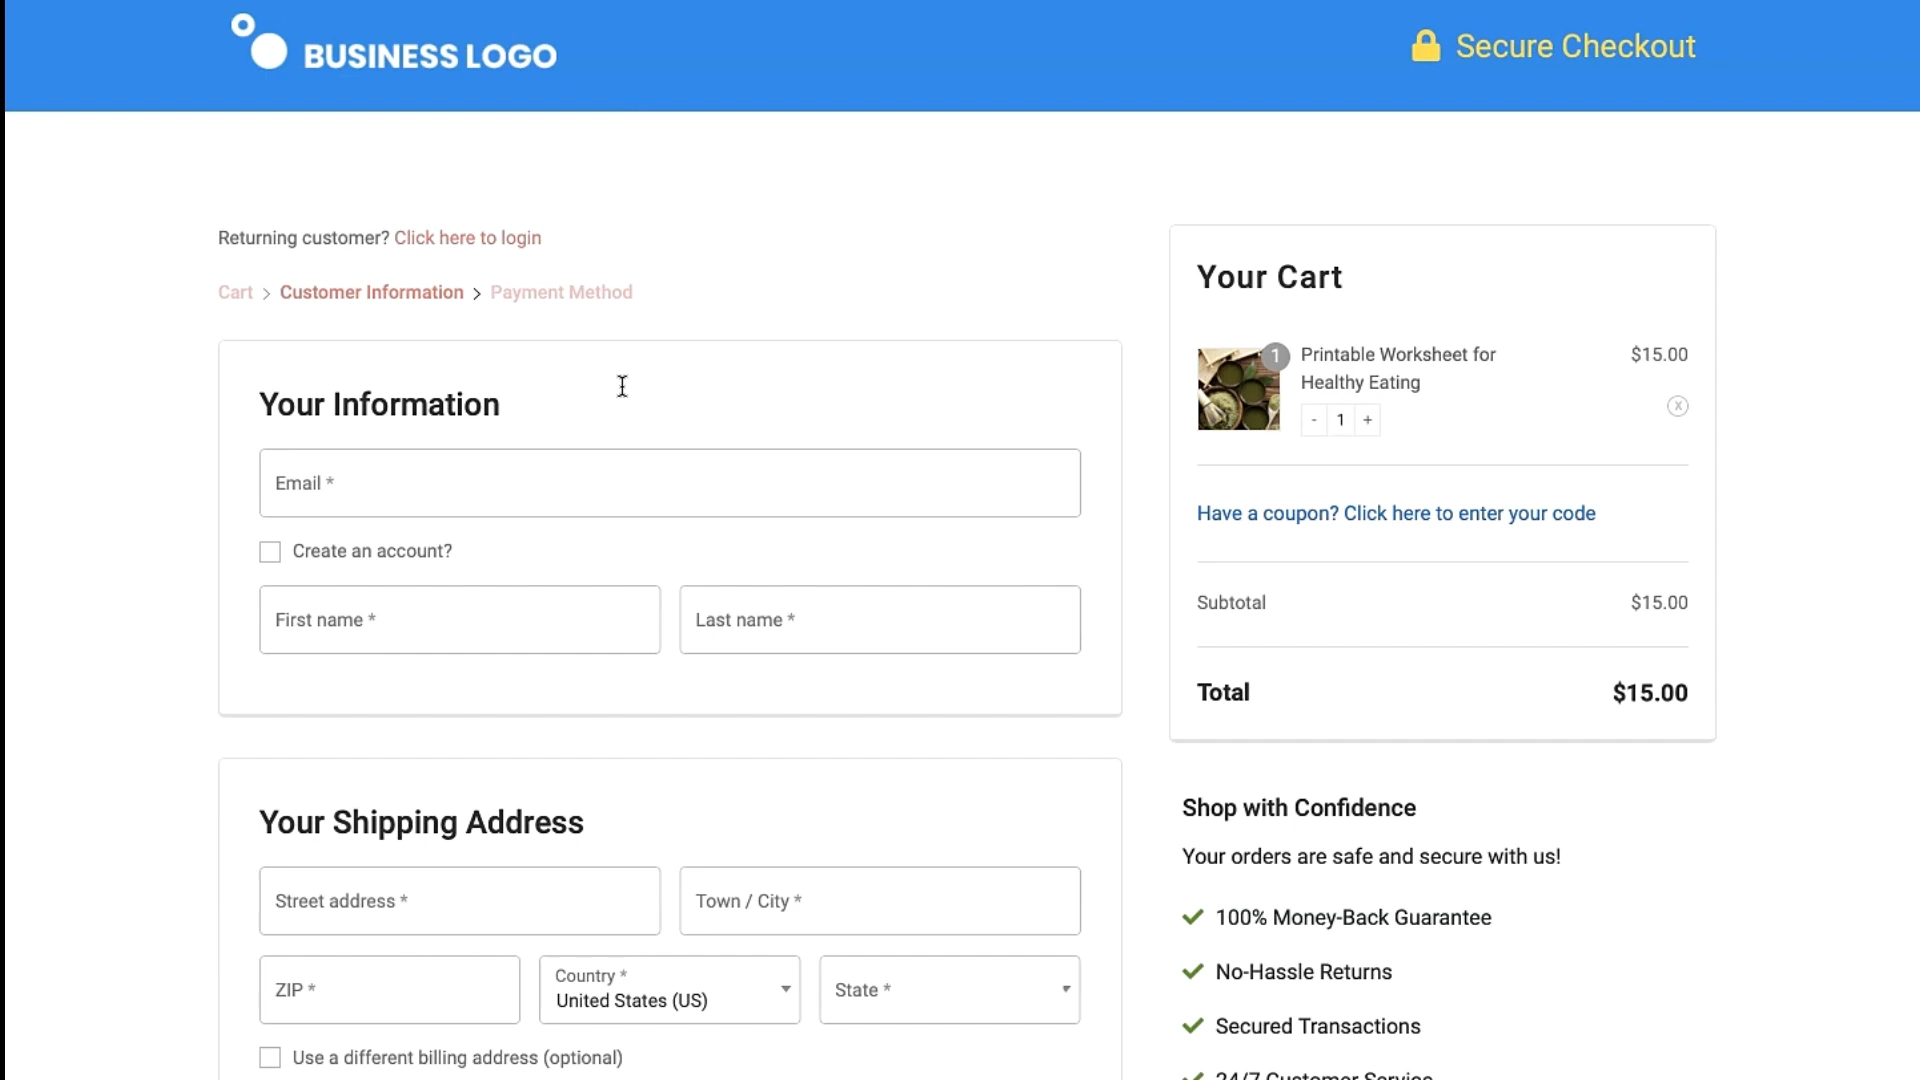 BUSINESS LOGO
Secure Checkout
Returning customer? Click here to login
Cart > Customer Information > Payment Method
Your Information
Email *
Create an account?
First name *
Last name *
Your Shipping Address
Street address *
Town / City *
ZIP *
Country *
United States (US)
State *
Use a different billing address (optional)
Your Cart
1
Printable Worksheet for
Healthy Eating
$15.00
- 1 +
x
Have a coupon? Click here to enter your code
Subtotal $15.00
Total $15.00
Shop with Confidence
Your orders are safe and secure with us!
100% Money-Back Guarantee
No-Hassle Returns
Secured Transactions
24/7 Customer Service